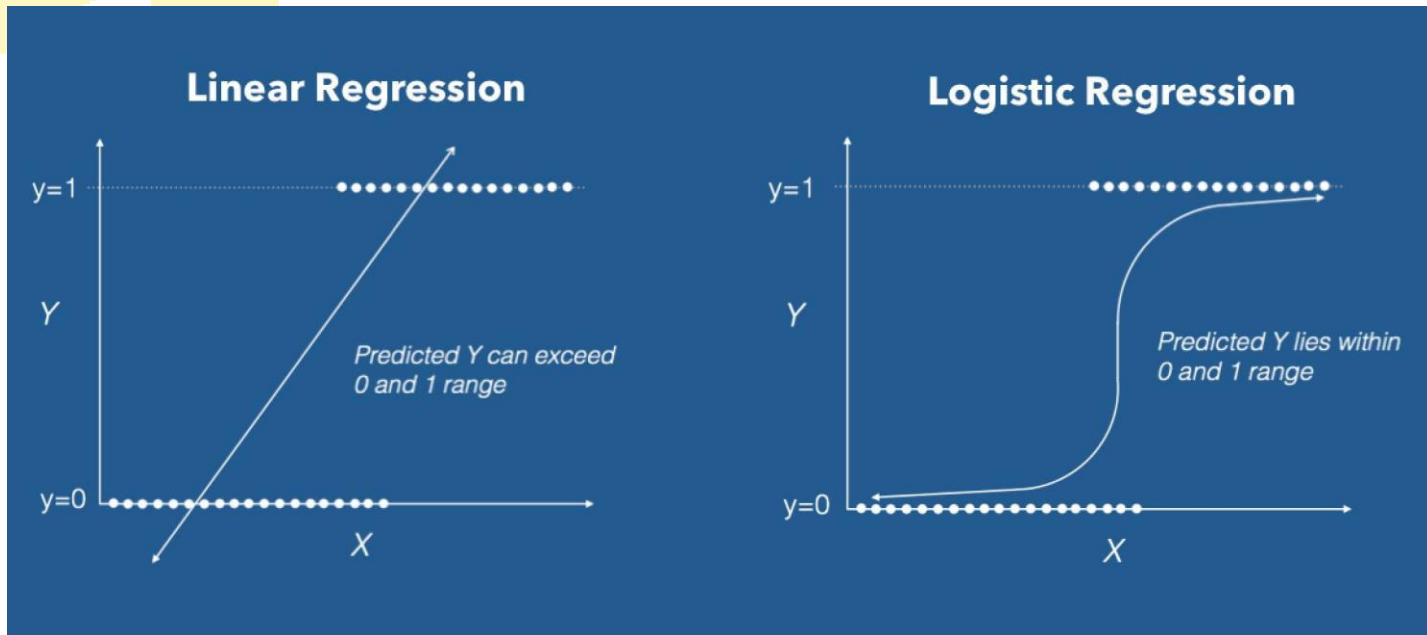 Linear Regression
y=1
Y
Predicted Y can exceed
0 and 1 range
y=0
X
Logistic Regression
y=1
Y
Predicted Y lies within
0 and 1 range
y=0
X